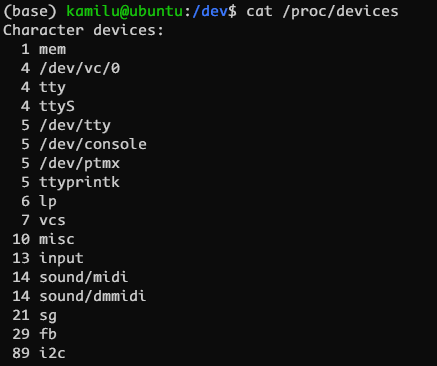 (base) kamilu@ubuntu:/dev$ cat /proc/devices
Character devices:
  1 mem
  4 /dev/vc/0
  4 tty
  4 ttyS
  5 /dev/tty
  5 /dev/console
  5 /dev/ptmx
  5 ttyprintk
  6 lp
  7 vcs
 10 misc
 13 input
 14 sound/midi
 14 sound/dmmidi
 21 sg
 29 fb
 89 i2c